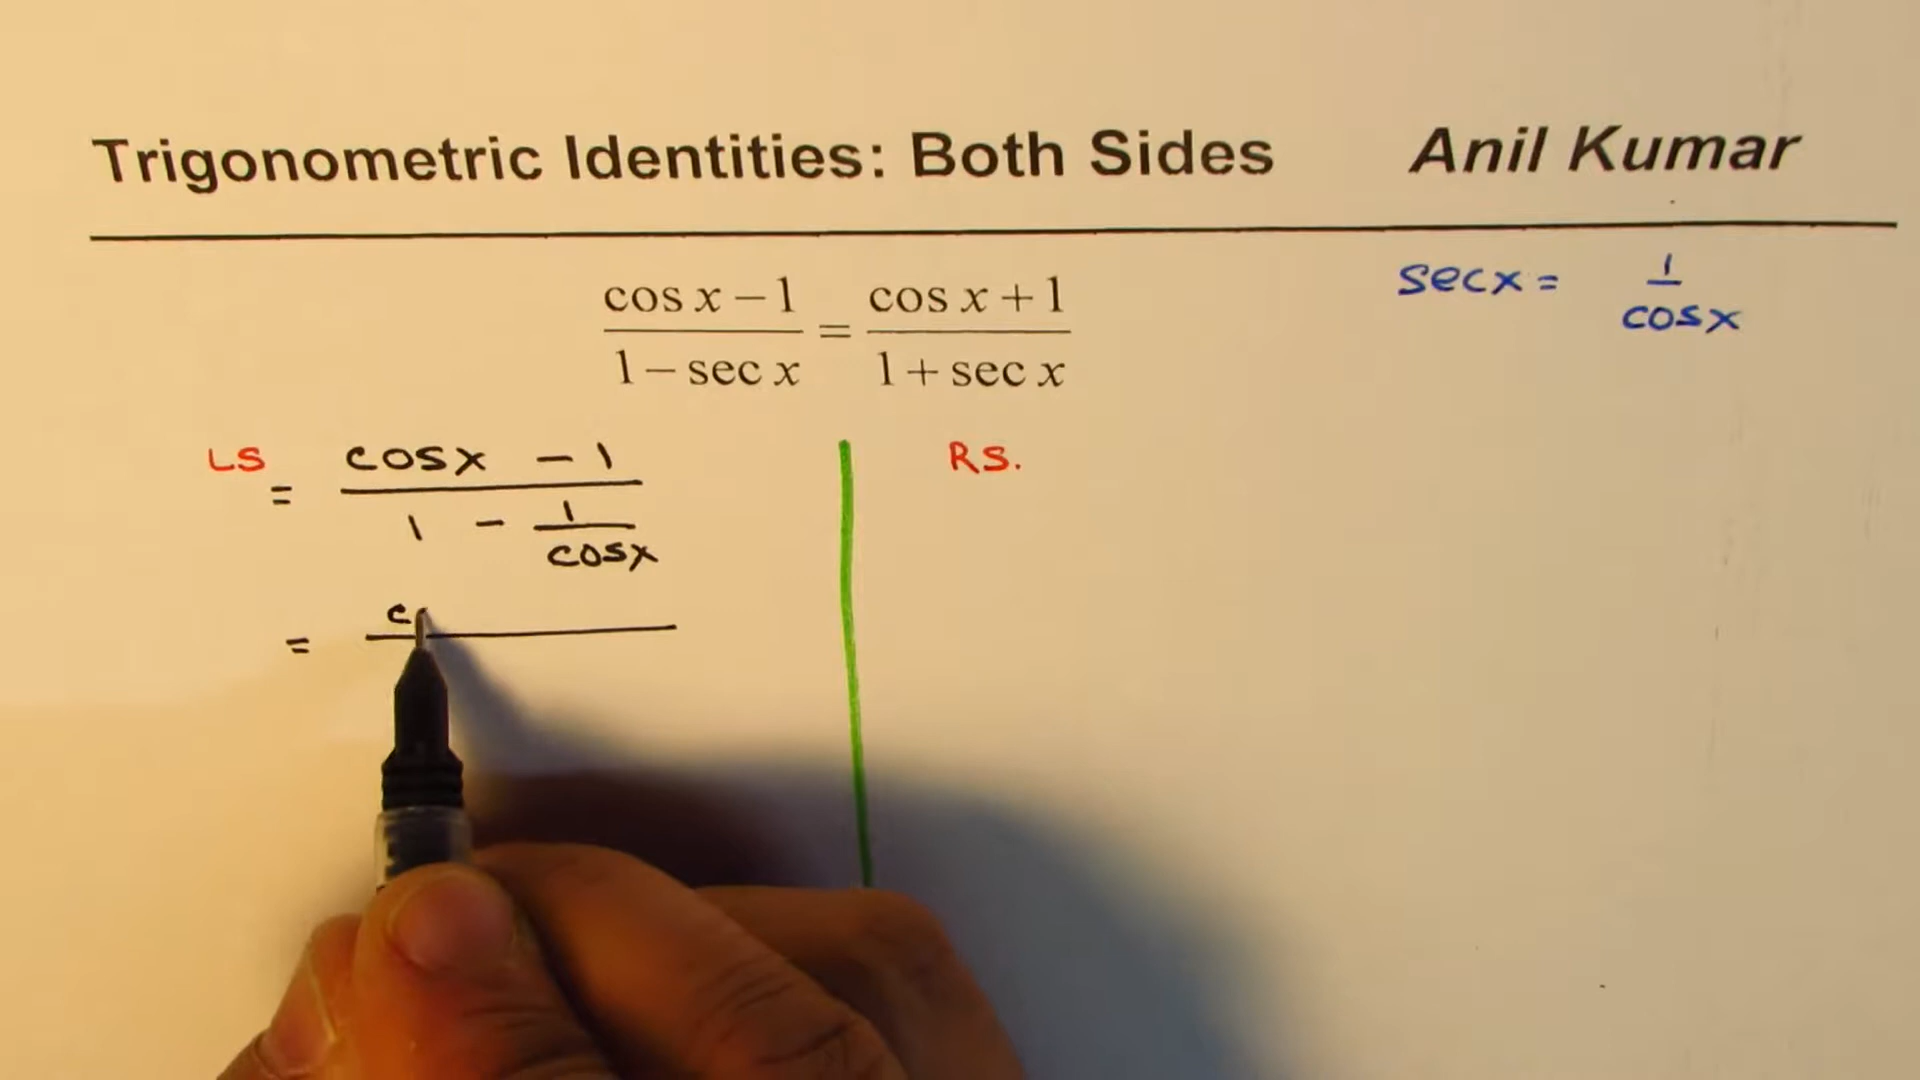 Trigonometric Identities: Both Sides Anil Kumar
cos x − 1 / 1 − sec x = cos x + 1 / 1 + sec x
secx = 1 / cosx
LS = cosx − 1 / 1 − 1 / cosx
RS.
=